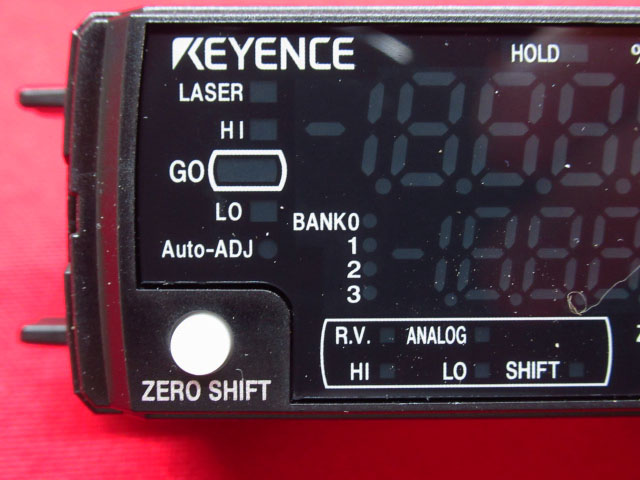 KEYENCE
HOLD %
LASER
HI
GO
LO
BANK0
Auto-ADJ 1
2
3
R.V. ANALOG
HI LO SHIFT
ZERO SHIFT